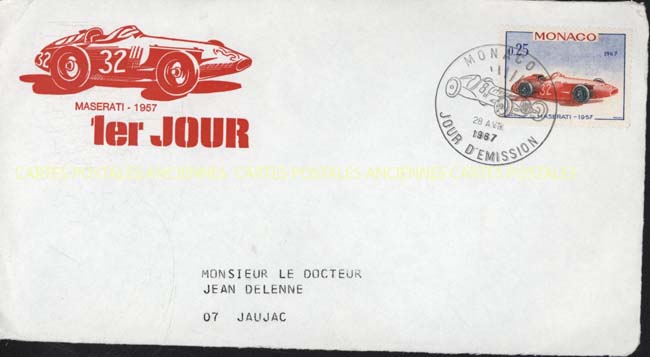 32
MASERATI - 1957
1er JOUR
MONACO
28 AVR
1967
JOUR D'EMISSION
MONACO
0,25
1967
32
MASERATI - 1957
CARTES POSTALES ANCIENNES CARTES POSTALES ANCIENNES CARTES POSTALES
MONSIEUR LE DOCTEUR
JEAN DELENNE
07 JAUJAC